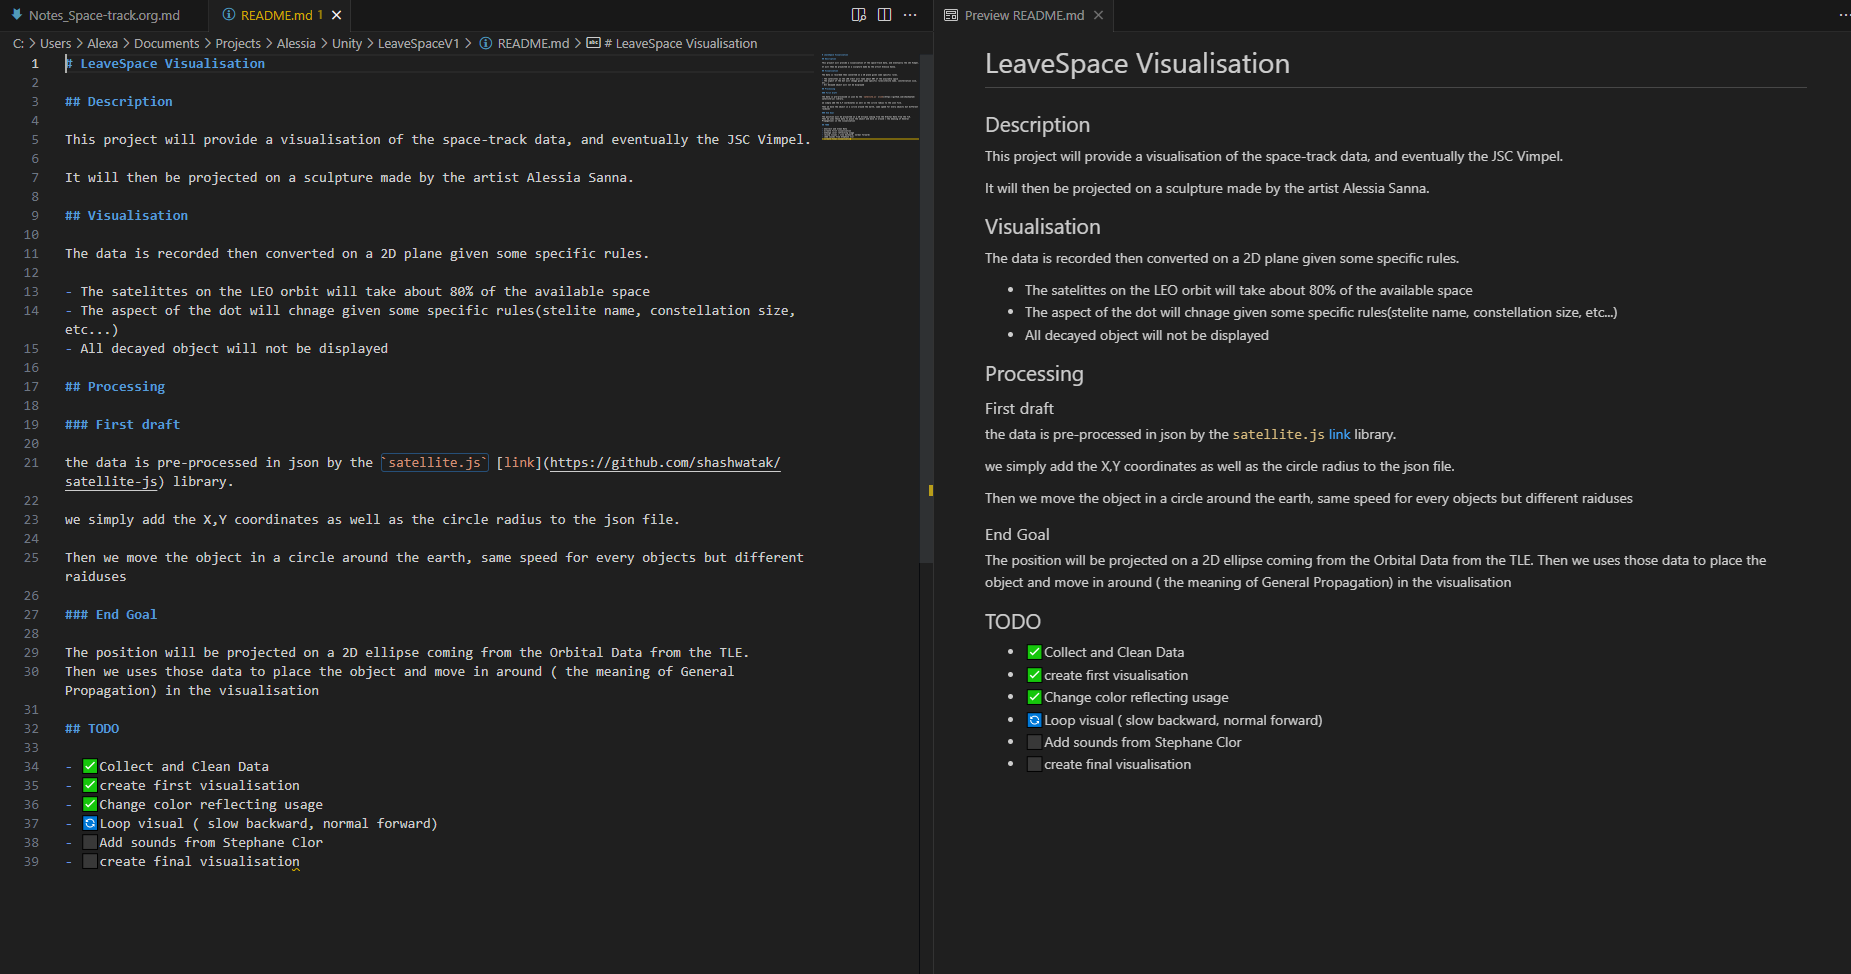 Notes_Space-track.org.md
README.md 1
Preview README.md
C: > Users > Alexa > Documents > Projects > Alessia > Unity > LeaveSpaceV1 > README.md > # LeaveSpace Visualisation
1 # LeaveSpace Visualisation
2
3 ## Description
4
5 This project will provide a visualisation of the space-track data, and eventually the JSC Vimpel.
6
7 It will then be projected on a sculpture made by the artist Alessia Sanna.
8
9 ## Visualisation
10
11 The data is recorded then converted on a 2D plane given some specific rules.
12
13 - The satelittes on the LEO orbit will take about 80% of the available space
14 - The aspect of the dot will chnage given some specific rules(stelite name, constellation size,
etc...)
15 - All decayed object will not be displayed
16
17 ## Processing
18
19 ### First draft
20
21 the data is pre-processed in json by the `satellite.js` [link](https://github.com/shashwatak/
satellite-js) library.
22
23 we simply add the X,Y coordinates as well as the circle radius to the json file.
24
25 Then we move the object in a circle around the earth, same speed for every objects but different
raiduses
26
27 ### End Goal
28
29 The position will be projected on a 2D ellipse coming from the Orbital Data from the TLE.
30 Then we uses those data to place the object and move in around ( the meaning of General
Propagation) in the visualisation
31
32 ## TODO
33
34 - ✅Collect and Clean Data
35 - ✅create first visualisation
36 - ✅Change color reflecting usage
37 - 🔄Loop visual ( slow backward, normal forward)
38 - ⬛Add sounds from Stephane Clor
39 - ⬛create final visualisation
LeaveSpace Visualisation
Description
This project will provide a visualisation of the space-track data, and eventually the JSC Vimpel.
It will then be projected on a sculpture made by the artist Alessia Sanna.
Visualisation
The data is recorded then converted on a 2D plane given some specific rules.
• The satelittes on the LEO orbit will take about 80% of the available space
• The aspect of the dot will chnage given some specific rules(stelite name, constellation size, etc...)
• All decayed object will not be displayed
Processing
First draft
the data is pre-processed in json by the satellite.js link library.
we simply add the X,Y coordinates as well as the circle radius to the json file.
Then we move the object in a circle around the earth, same speed for every objects but different raiduses
End Goal
The position will be projected on a 2D ellipse coming from the Orbital Data from the TLE. Then we uses those data to place the
object and move in around ( the meaning of General Propagation) in the visualisation
TODO
• ✅Collect and Clean Data
• ✅create first visualisation
• ✅Change color reflecting usage
• 🔄Loop visual ( slow backward, normal forward)
• ⬛Add sounds from Stephane Clor
• ⬛create final visualisation